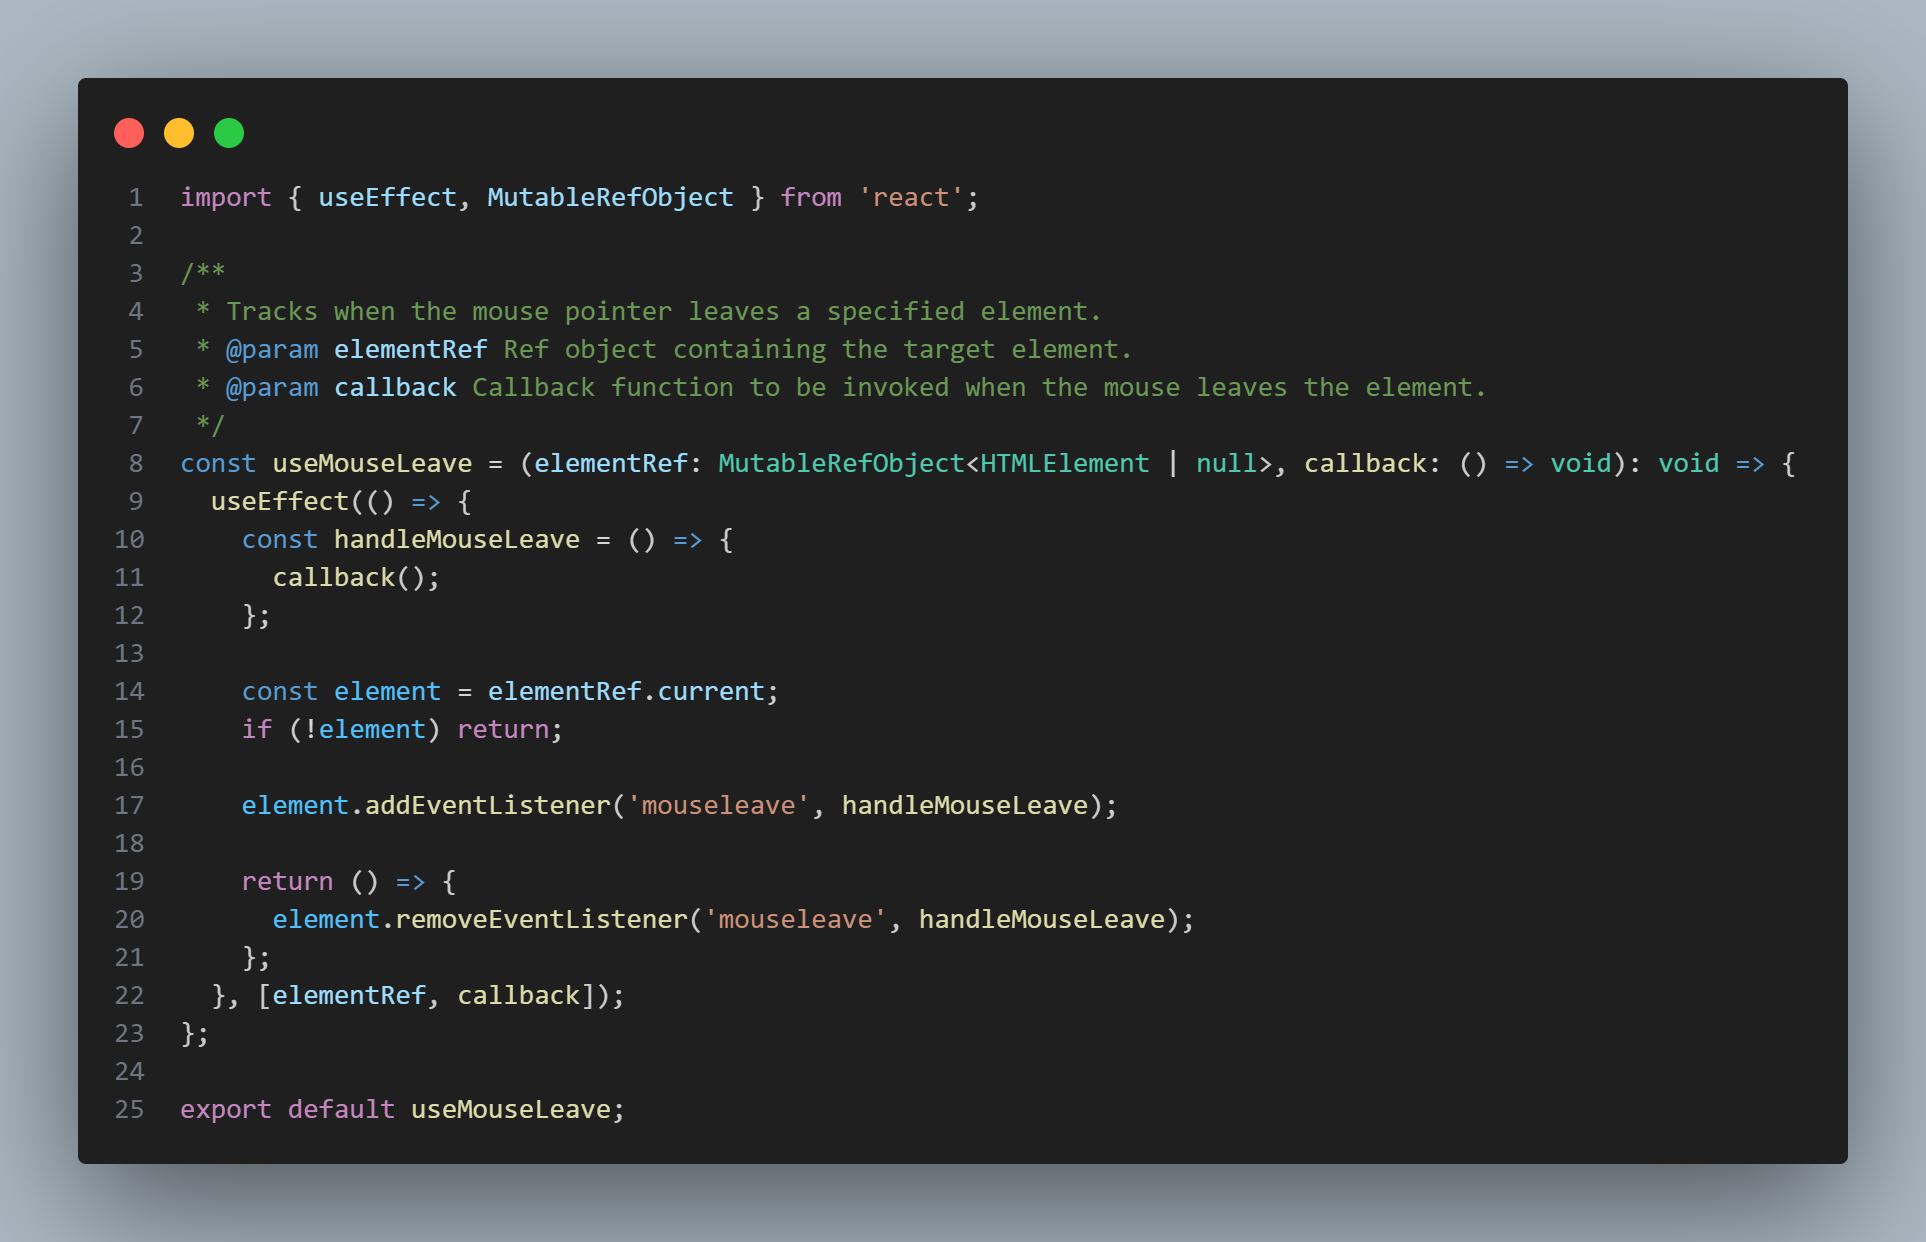 1 import { useEffect, MutableRefObject } from 'react';
2
3 /**
4  * Tracks when the mouse pointer leaves a specified element.
5  * @param elementRef Ref object containing the target element.
6  * @param callback Callback function to be invoked when the mouse leaves the element.
7  */
8 const useMouseLeave = (elementRef: MutableRefObject<HTMLElement | null>, callback: () => void): void => {
9   useEffect(() => {
10     const handleMouseLeave = () => {
11       callback();
12     };
13
14     const element = elementRef.current;
15     if (!element) return;
16
17     element.addEventListener('mouseleave', handleMouseLeave);
18
19     return () => {
20       element.removeEventListener('mouseleave', handleMouseLeave);
21     };
22   }, [elementRef, callback]);
23 };
24
25 export default useMouseLeave;